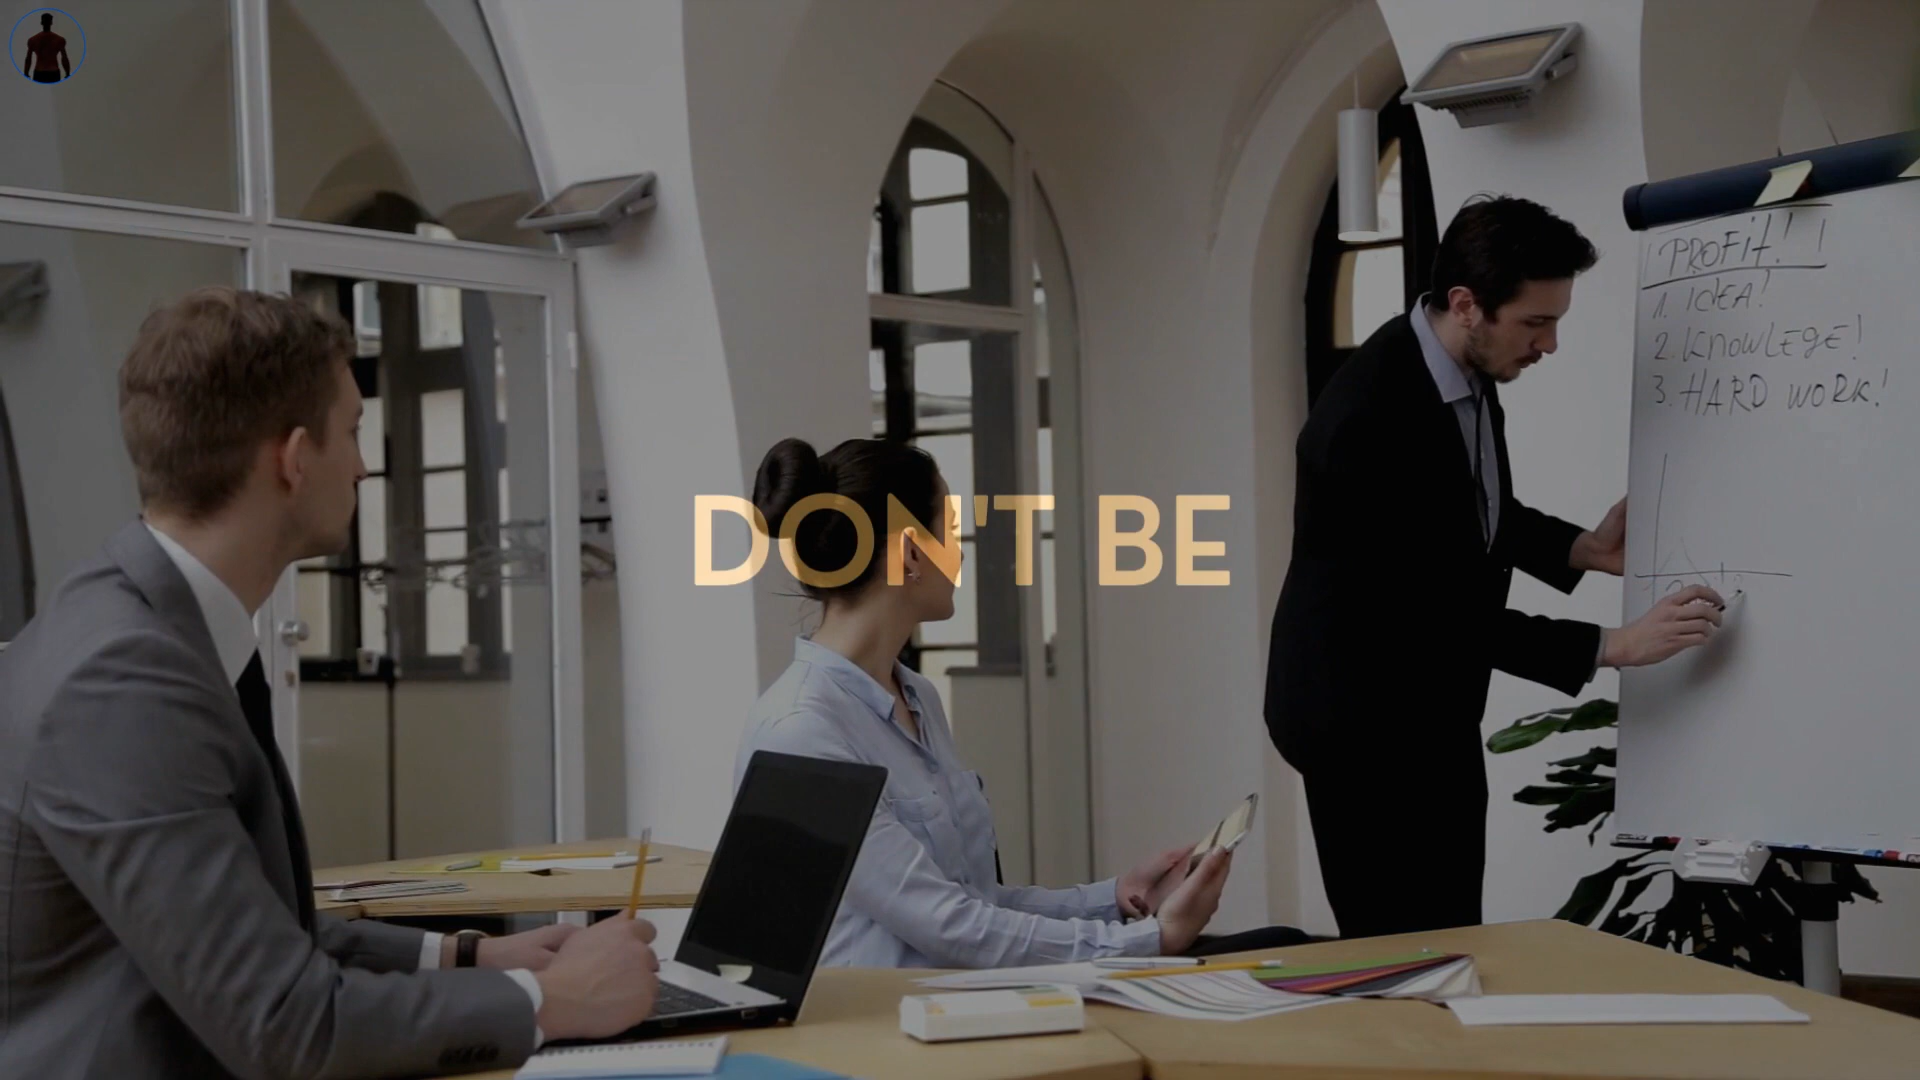 DON'T BE
PROFIT!
1. IDEA!
2. KNOWLEGE!
3. HARD WORK!